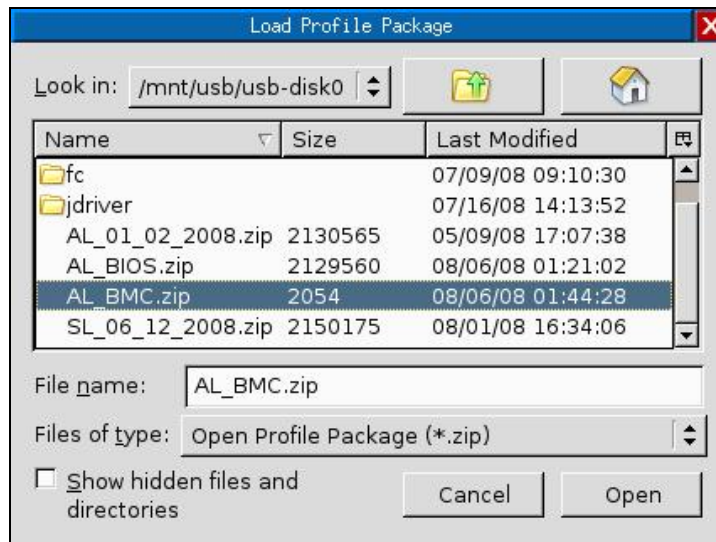 Load Profile Package X
Look in: /mnt/usb/usb-disk0
Name Size Last Modified
fc 07/09/08 09:10:30
jdriver 07/16/08 14:13:52
AL_01_02_2008.zip 2130565 05/09/08 17:07:38
AL_BIOS.zip 2129560 08/06/08 01:21:02
AL_BMC.zip 2054 08/06/08 01:44:28
SL_06_12_2008.zip 2150175 08/01/08 16:34:06
File name: AL_BMC.zip
Files of type: Open Profile Package (*.zip)
Show hidden files and
directories
Cancel Open